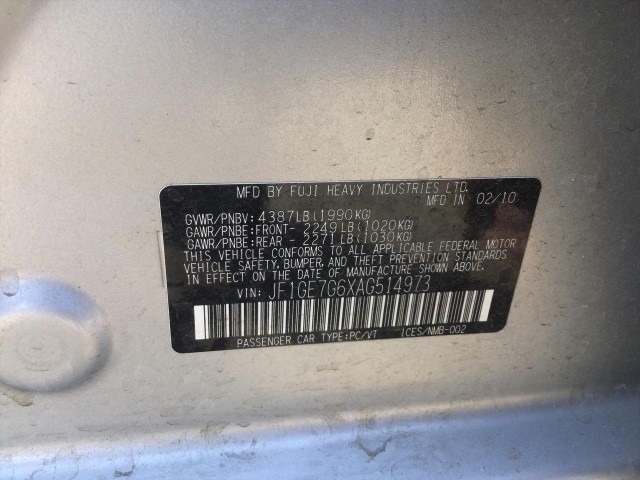 MFD BY FUJI HEAVY INDUSTRIES LTD.
MFD IN 02/10
GVWR/PNBV: 4387LB(1990KG)
GAWR/PNBE:FRONT- 2249LB(1020KG)
GAWR/PNBE:REAR - 2271LB(1030KG)
THIS VEHICLE CONFORMS TO ALL APPLICABLE FEDERAL MOTOR
VEHICLE SAFETY, BUMPER, AND THEFT PREVENTION STANDARDS
IN EFFECT ON THE DATE OF MANUFACTURE SHOWN ABOVE.
VIN: JF1GE7G6XAG514973
PASSENGER CAR TYPE:PC/VT ICES/NMB-002